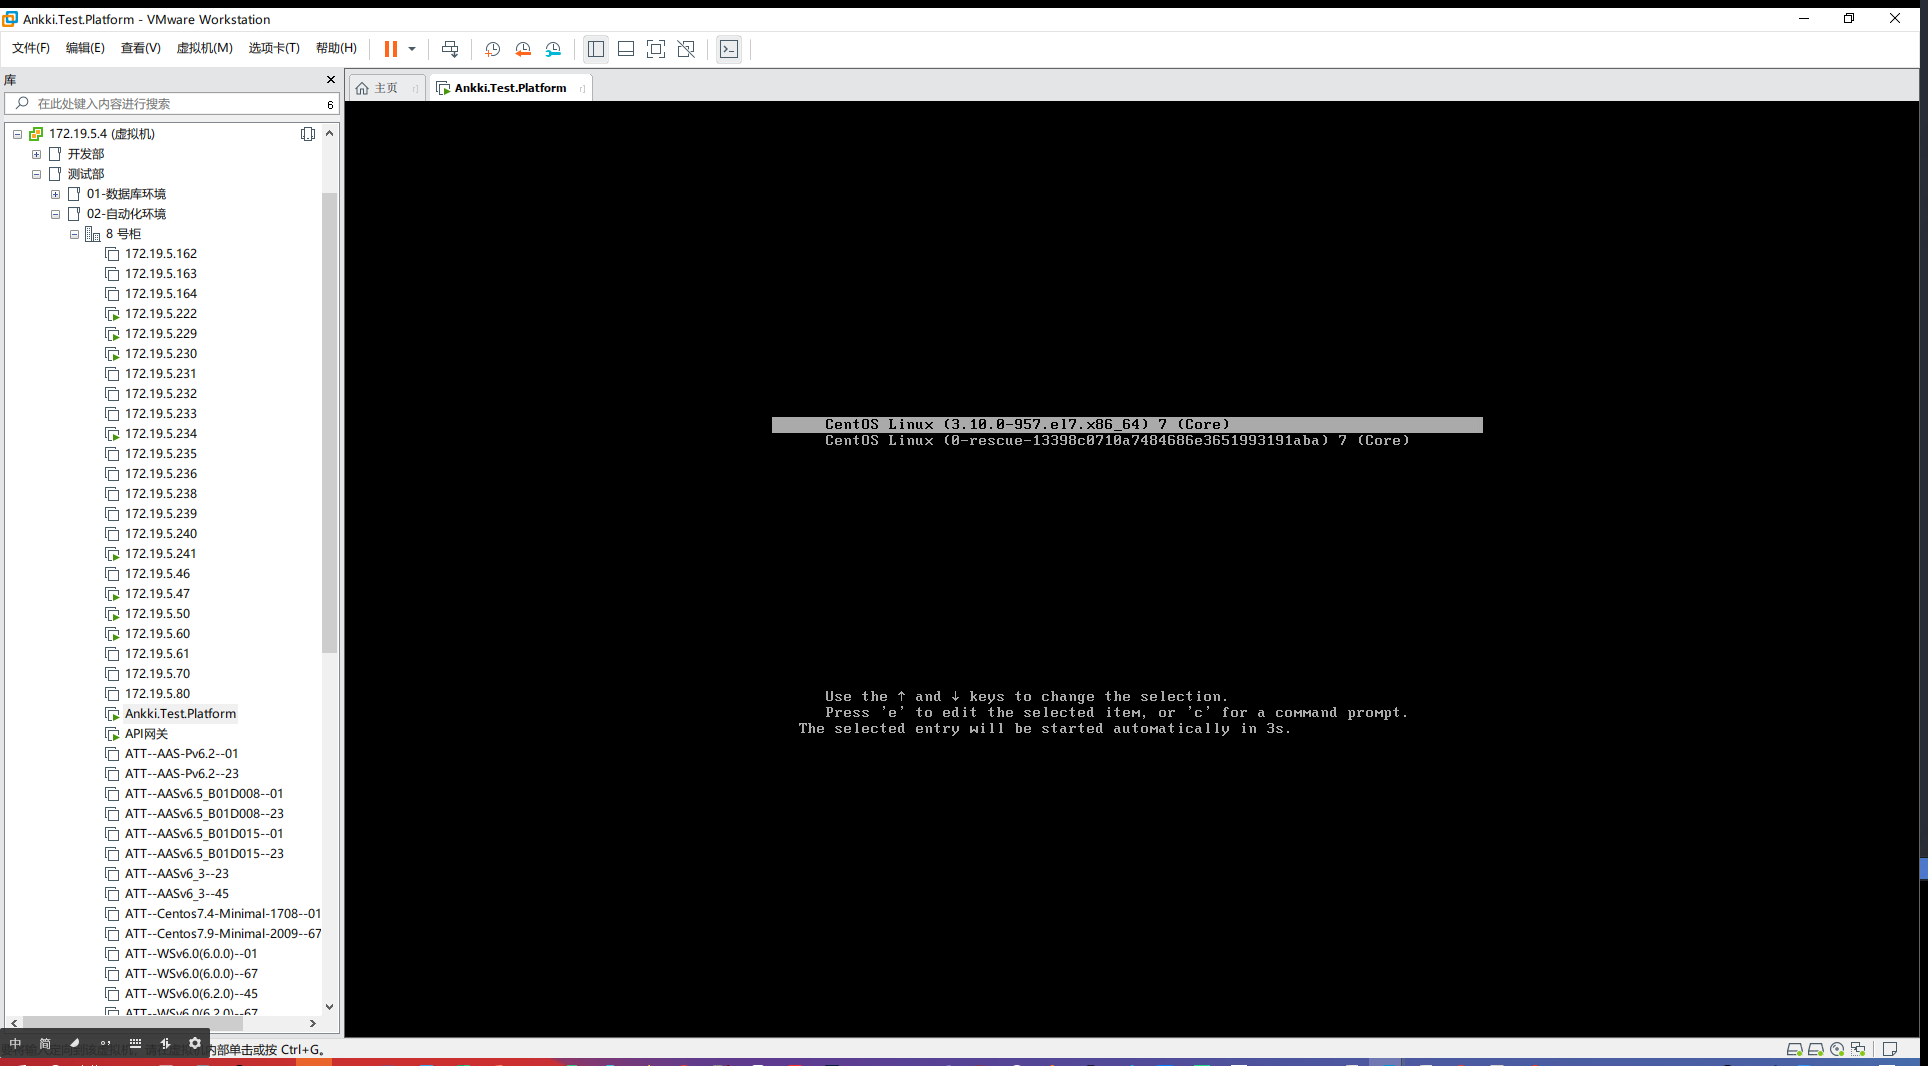 Ankki.Test.Platform - VMware Workstation
文件(F) 编辑(E) 查看(V) 虚拟机(M) 选项卡(T) 帮助(H)
库
在此处键入内容进行搜索 6
主页 Ankki.Test.Platform
172.19.5.4 (虚拟机)
开发部
测试部
01-数据库环境
02-自动化环境
8 号柜
172.19.5.162
172.19.5.163
172.19.5.164
172.19.5.222
172.19.5.229
172.19.5.230
172.19.5.231
172.19.5.232
172.19.5.233
172.19.5.234
172.19.5.235
172.19.5.236
172.19.5.238
172.19.5.239
172.19.5.240
172.19.5.241
172.19.5.46
172.19.5.47
172.19.5.50
172.19.5.60
172.19.5.61
172.19.5.70
172.19.5.80
Ankki.Test.Platform
API网关
ATT--AAS-Pv6.2--01
ATT--AAS-Pv6.2--23
ATT--AASv6.5_B01D008--01
ATT--AASv6.5_B01D008--23
ATT--AASv6.5_B01D015--01
ATT--AASv6.5_B01D015--23
ATT--AASv6_3--23
ATT--AASv6_3--45
ATT--Centos7.4-Minimal-1708--01
ATT--Centos7.9-Minimal-2009--67
ATT--WSv6.0(6.0.0)--01
ATT--WSv6.0(6.0.0)--67
ATT--WSv6.0(6.2.0)--45
ATT--WSv6.0(6.2.0)--67
CentOS Linux (3.10.0-957.el7.x86_64) 7 (Core)
CentOS Linux (0-rescue-13398c0710a7484686e3651993191aba) 7 (Core)
Use the ↑ and ↓ keys to change the selection.
Press 'e' to edit the selected item, or 'c' for a command prompt.
The selected entry will be started automatically in 3s.
中 简
内部单击或按 Ctrl+G。